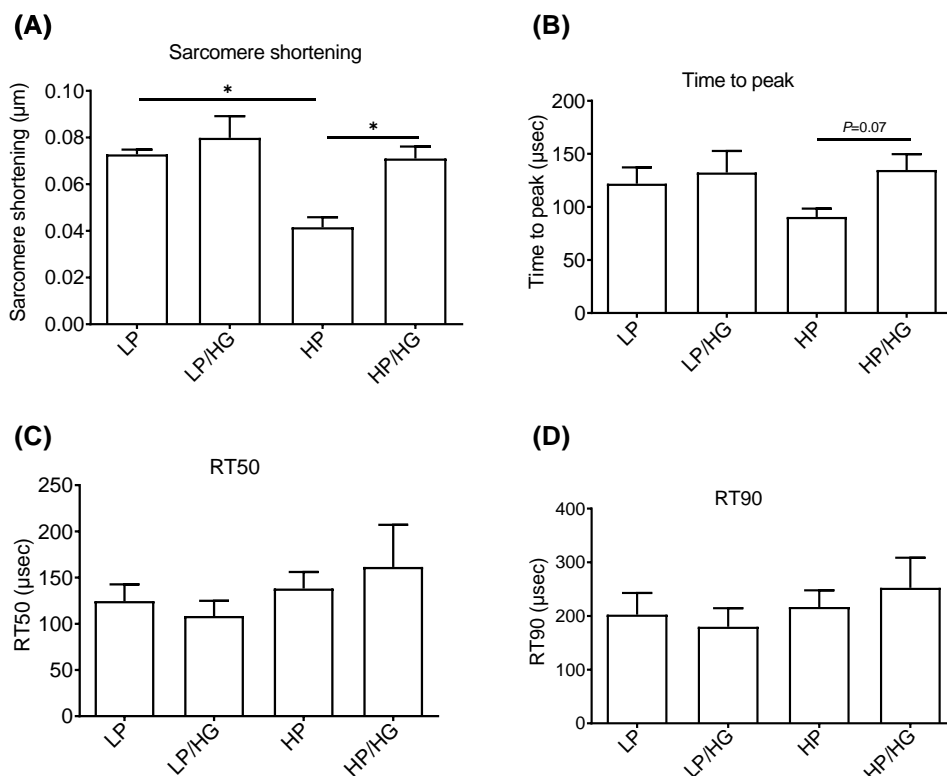 (A)
Sarcomere shortening
Sarcomere shortening (μm)
0.10
0.08
0.06
0.04
0.02
0.00
*
*
LP
LP/HG
HP
HP/HG
(B)
Time to peak
Time to peak (μsec)
200
150
100
50
0
P=0.07
LP
LP/HG
HP
HP/HG
(C)
RT50
RT50 (μsec)
250
200
150
100
50
0
LP
LP/HG
HP
HP/HG
(D)
RT90
RT90 (μsec)
400
300
200
100
0
LP
LP/HG
HP
HP/HG